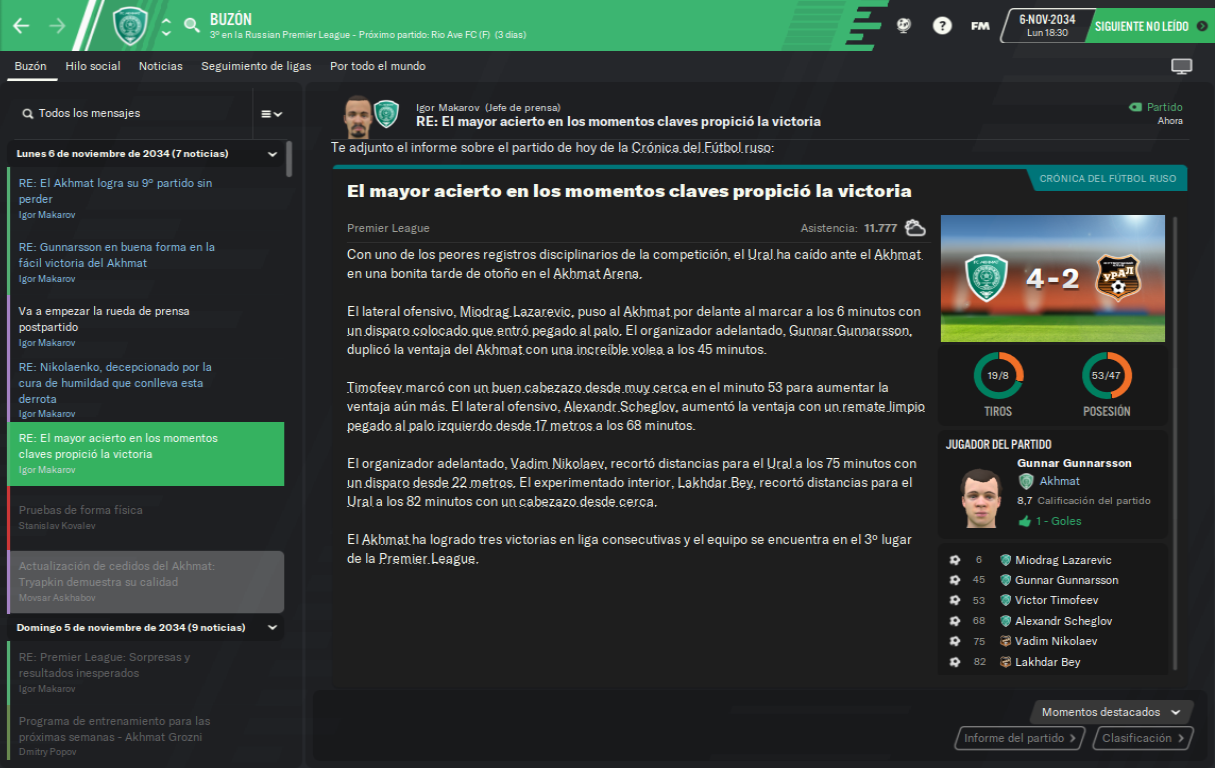 BUZÓN
3º en la Russian Premier League - Próximo partido: Rio Ave FC (F) (3 días)
?
FM
6-NOV-2034
Lun 18:30
SIGUIENTE NO LEÍDO
Buzón Hilo social Noticias Seguimiento de ligas Por todo el mundo
Todos los mensajes
Lunes 6 de noviembre de 2034 (7 noticias)
RE: El Akhmat logra su 9º partido sin
perder
Igor Makarov
RE: Gunnarsson en buena forma en la
fácil victoria del Akhmat
Igor Makarov
Va a empezar la rueda de prensa
postpartido
Igor Makarov
RE: Nikolaenko, decepcionado por la
cura de humildad que conlleva esta
derrota
Igor Makarov
RE: El mayor acierto en los momentos
claves propició la victoria
Igor Makarov
Pruebas de forma física
Stanislav Kovalev
Actualización de cedidos del Akhmat:
Tryapkin demuestra su calidad
Movsar Askhabov
Domingo 5 de noviembre de 2034 (9 noticias)
RE: Premier League: Sorpresas y
resultados inesperados
Igor Makarov
Programa de entrenamiento para las
próximas semanas - Akhmat Grozni
Dmitry Popov
Igor Makarov (Jefe de prensa)
RE: El mayor acierto en los momentos claves propició la victoria
Partido
Ahora
Te adjunto el informe sobre el partido de hoy de la Crónica del Fútbol ruso:
CRÓNICA DEL FÚTBOL RUSO
El mayor acierto en los momentos claves propició la victoria
Premier League
Asistencia: 11.777
Con uno de los peores registros disciplinarios de la competición, el Ural ha caído ante el Akhmat
en una bonita tarde de otoño en el Akhmat Arena.
El lateral ofensivo, Miodrag Lazarevic, puso al Akhmat por delante al marcar a los 6 minutos con
un disparo colocado que entró pegado al palo. El organizador adelantado, Gunnar Gunnarsson,
duplicó la ventaja del Akhmat con una increíble volea a los 45 minutos.
Timofeev marcó con un buen cabezazo desde muy cerca en el minuto 53 para aumentar la
ventaja aún más. El lateral ofensivo, Alexandr Scheglov, aumentó la ventaja con un remate limpio
pegado al palo izquierdo desde 17 metros a los 68 minutos.
El organizador adelantado, Vadim Nikolaev, recortó distancias para el Ural a los 75 minutos con
un disparo desde 22 metros. El experimentado interior, Lakhdar Bey, recortó distancias para el
Ural a los 82 minutos con un cabezazo desde cerca.
El Akhmat ha logrado tres victorias en liga consecutivas y el equipo se encuentra en el 3º lugar
de la Premier League.
4-2
УРАЛ
19/8
53/47
TIROS
POSESIÓN
JUGADOR DEL PARTIDO
Gunnar Gunnarsson
Akhmat
8,7 Calificación del partido
1 - Goles
6 Miodrag Lazarevic
45 Gunnar Gunnarsson
53 Victor Timofeev
68 Alexandr Scheglov
75 Vadim Nikolaev
82 Lakhdar Bey
Momentos destacados
Informe del partido
Clasificación